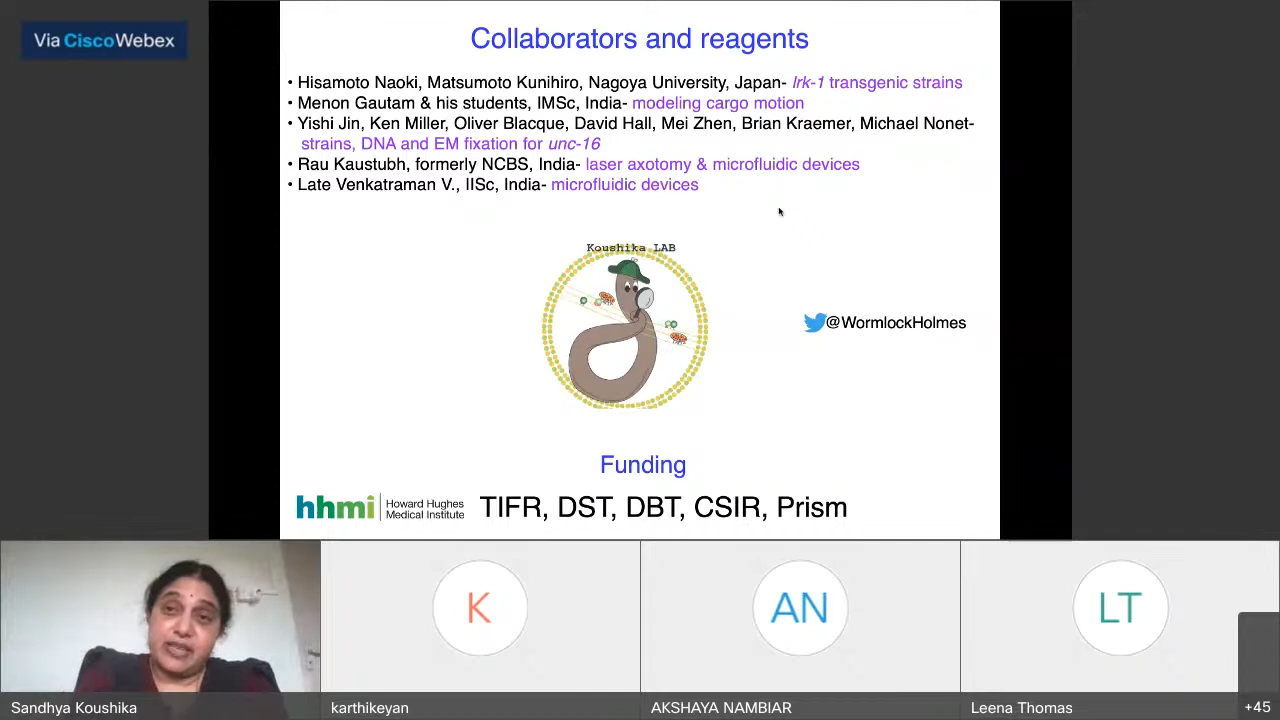 Via CiscoWebex
Collaborators and reagents
• Hisamoto Naoki, Matsumoto Kunihiro, Nagoya University, Japan- lrk-1 transgenic strains
• Menon Gautam & his students, IMSc, India- modeling cargo motion
• Yishi Jin, Ken Miller, Oliver Blacque, David Hall, Mei Zhen, Brian Kraemer, Michael Nonet-
strains, DNA and EM fixation for unc-16
• Rau Kaustubh, formerly NCBS, India- laser axotomy & microfluidic devices
• Late Venkatraman V., IISc, India- microfluidic devices
Koushika LAB
@WormlockHolmes
Funding
hhmi Howard Hughes
Medical Institute
TIFR, DST, DBT, CSIR, Prism
K
AN
LT
Sandhya Koushika
karthikeyan
AKSHAYA NAMBIAR
Leena Thomas
+45